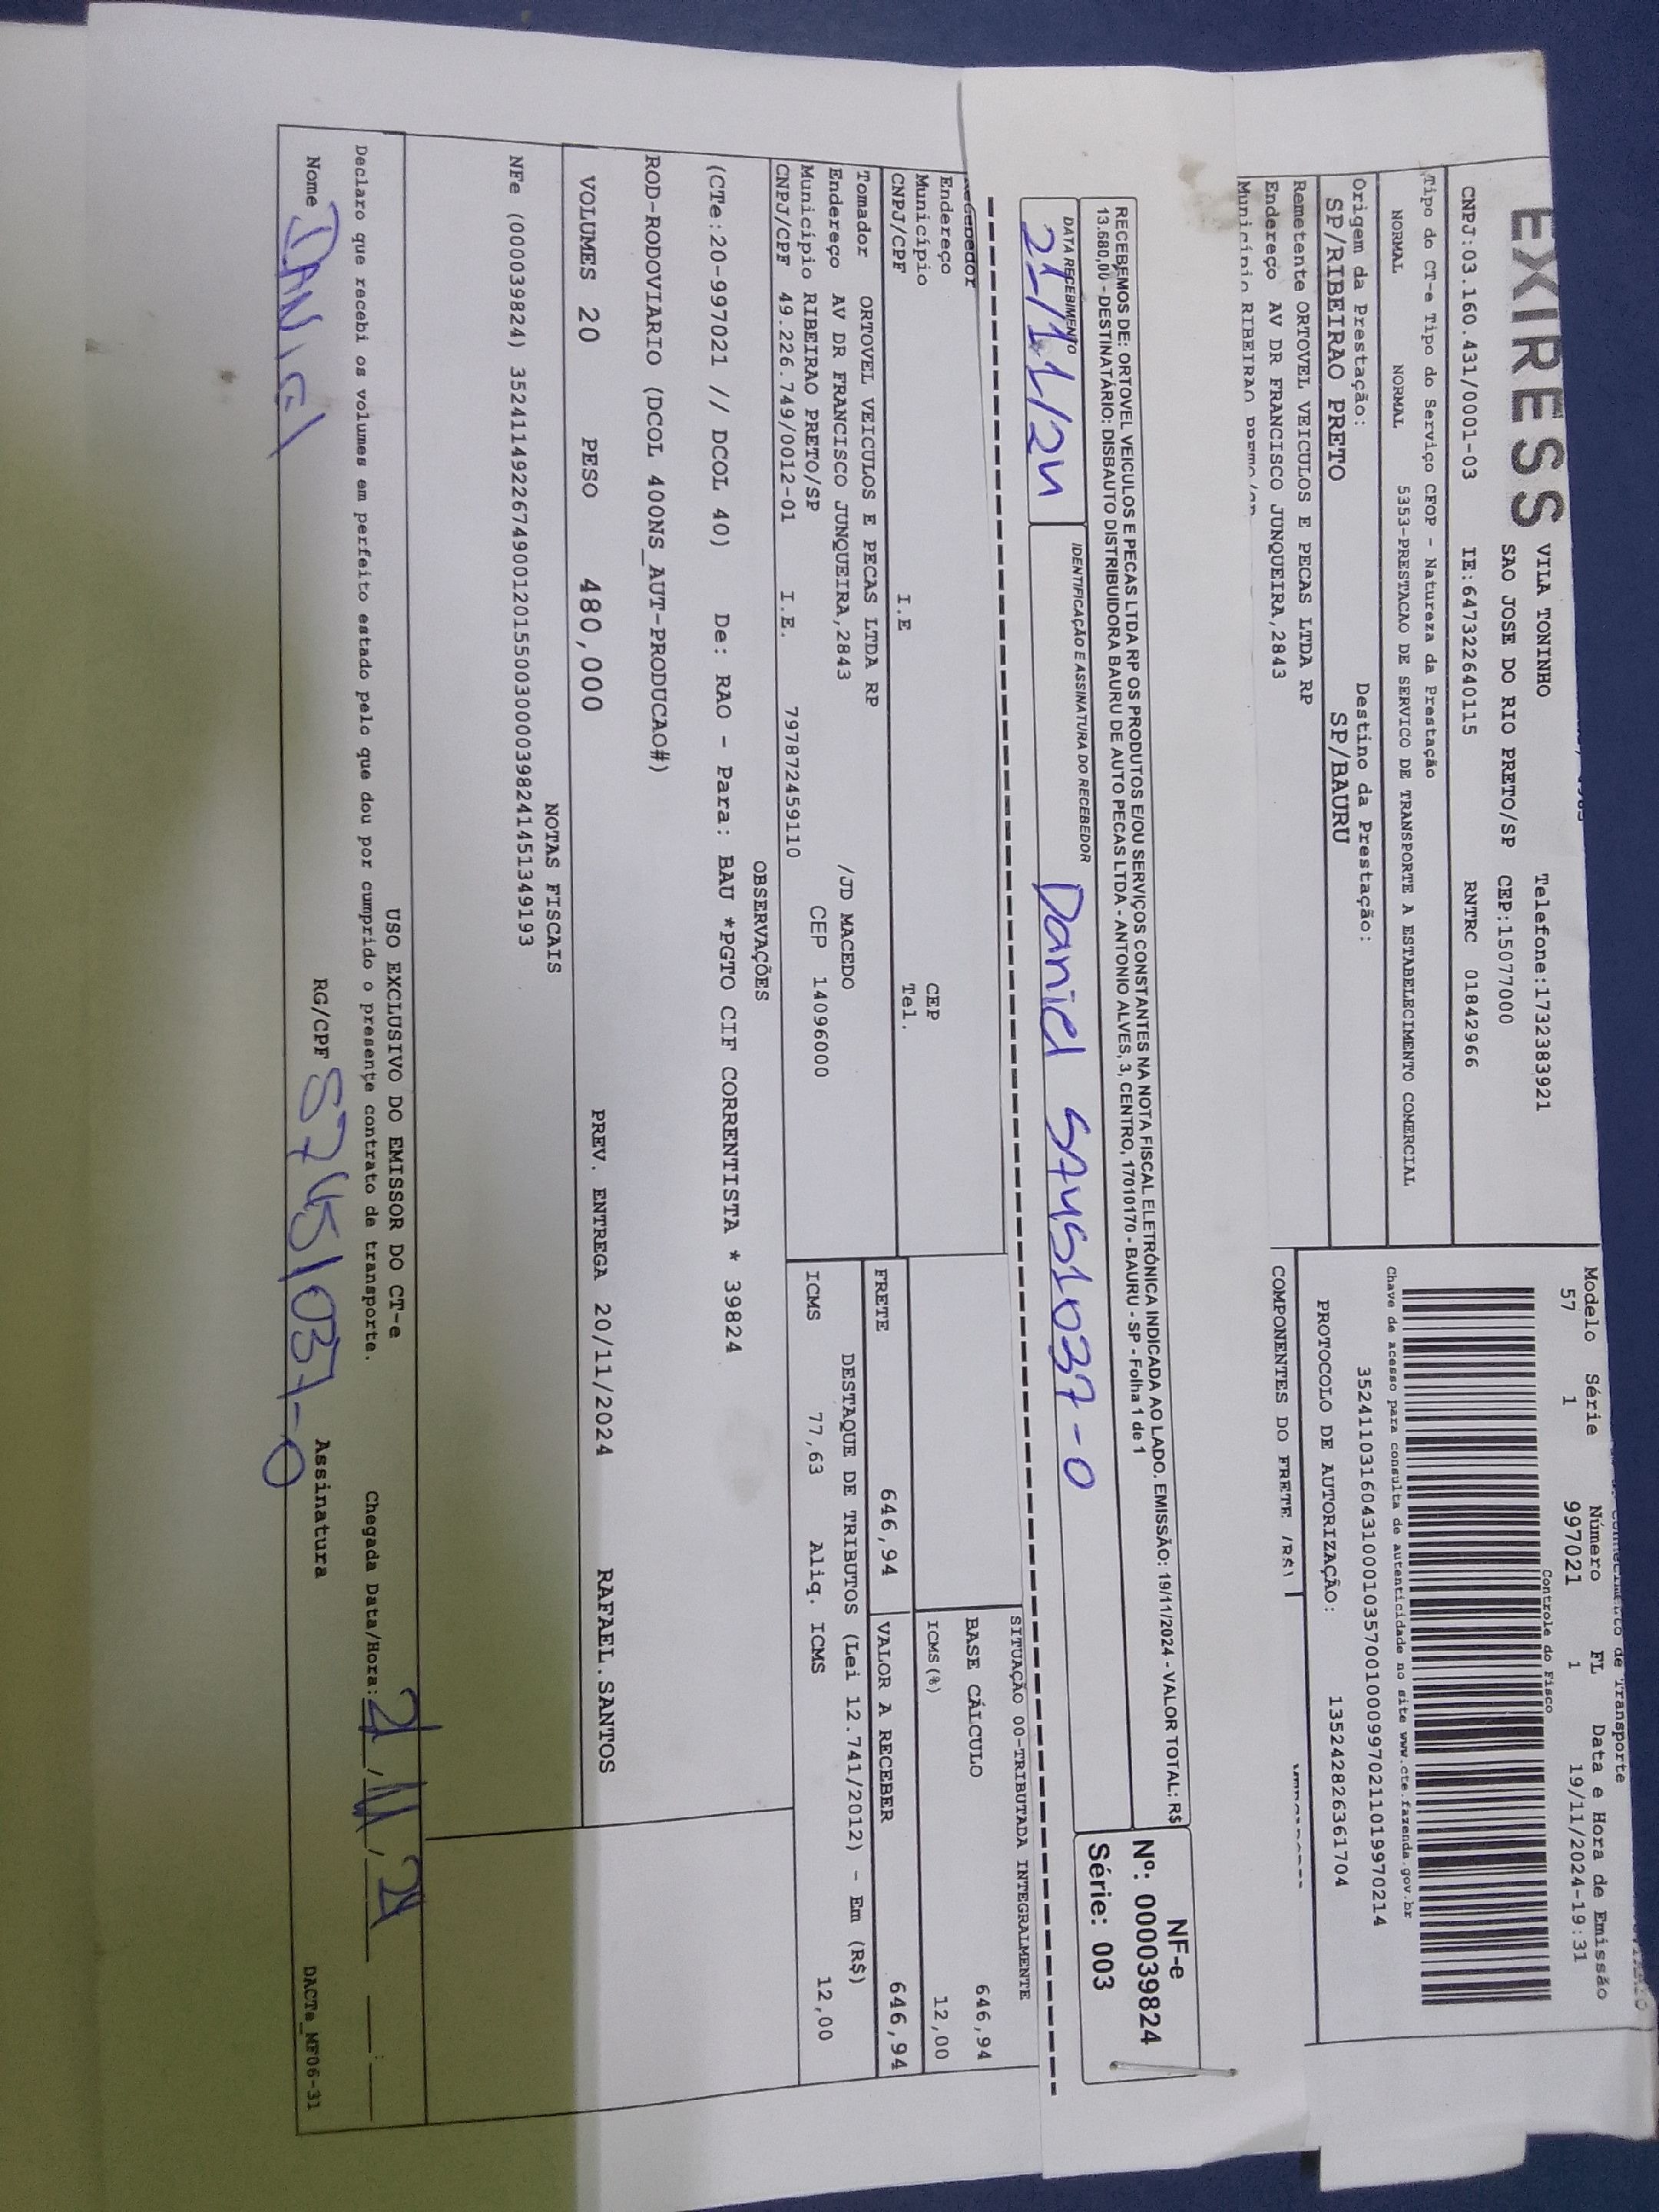 EXPRESS
VILA TONINHO Telefone:1732383921
SAO JOSE DO RIO PRETO/SP CEP:15077000
CNPJ:03.160.431/0001-03 IE:647322640115 RNTRC 01842966
Tipo do CT-e Tipo do Serviço CFOP - Natureza da Prestação
NORMAL NORMAL 5353-PRESTACAO DE SERVICO DE TRANSPORTE A ESTABELECIMENTO COMERCIAL
Origem da Prestação: Destino da Prestação:
SP/RIBEIRAO PRETO SP/BAURU
Remetente ORTOVEL VEICULOS E PECAS LTDA RP
Endereço AV DR FRANCISCO JUNQUEIRA,2843
Município RIBEIRAO PRETO/SP
de Transporte
Modelo Série Número FL Data e Hora de Emissão
57 1 997021 1 19/11/2024-19:31
Controle do Fisco
Chave de acesso para consulta de autenticidade no site www.cte.fazenda.gov.br
35241103160431000103570010009970211019970214
PROTOCOLO DE AUTORIZAÇÃO: 135242826361704
COMPONENTES DO FRETE (R$)
RECEBEMOS DE: ORTOVEL VEICULOS E PECAS LTDA RP OS PRODUTOS E/OU SERVIÇOS CONSTANTES NA NOTA FISCAL ELETRÔNICA INDICADA AO LADO. EMISSÃO: 19/11/2024 - VALOR TOTAL: R$
13.680,00 - DESTINATÁRIO: DISBAUTO DISTRIBUIDORA BAURU DE AUTO PECAS LTDA - ANTONIO ALVES, 3, CENTRO, 17010170 - BAURU - SP - Folha 1 de 1
DATA RECEBIMENTO IDENTIFICAÇÃO E ASSINATURA DO RECEBEDOR
21/11/24 Daniel 57451037-0
NF-e
Nº: 000039824
Série: 003
Recebedor
Endereço
Município I.E CEP
CNPJ/CPF Tel.
SITUAÇÃO 00-TRIBUTADA INTEGRALMENTE
BASE CÁLCULO 646,94
ICMS(%) 12,00
Tomador ORTOVEL VEICULOS E PECAS LTDA RP
Endereço AV DR FRANCISCO JUNQUEIRA,2843 /JD MACEDO
Município RIBEIRAO PRETO/SP CEP 14096000
CNPJ/CPF 49.226.749/0012-01 I.E. 797872459110
FRETE 646,94 VALOR A RECEBER 646,94
DESTAQUE DE TRIBUTOS (Lei 12.741/2012) - Em (R$)
ICMS 77,63 Aliq. ICMS 12,00
OBSERVAÇÕES
(CTe:20-997021 // DCOL 40) De: RAO - Para: BAU *PGTO CIF CORRENTISTA * 39824
ROD-RODOVIARIO (DCOL 400NS_AUT-PRODUCAO#)
VOLUMES 20 PESO 480,000 PREV. ENTREGA 20/11/2024 RAFAEL.SANTOS
NOTAS FISCAIS
NFe (000039824) 35241149226749001201550030000398241451349193
USO EXCLUSIVO DO EMISSOR DO CT-e
Declaro que recebi os volumes em perfeito estado pelo que dou por cumprido o presente contrato de transporte. Chegada Data/Hora: 21/11/24 __:__
Nome DANIEl RG/CPF 57451037-0 Assinatura
DACTe_MF06-31